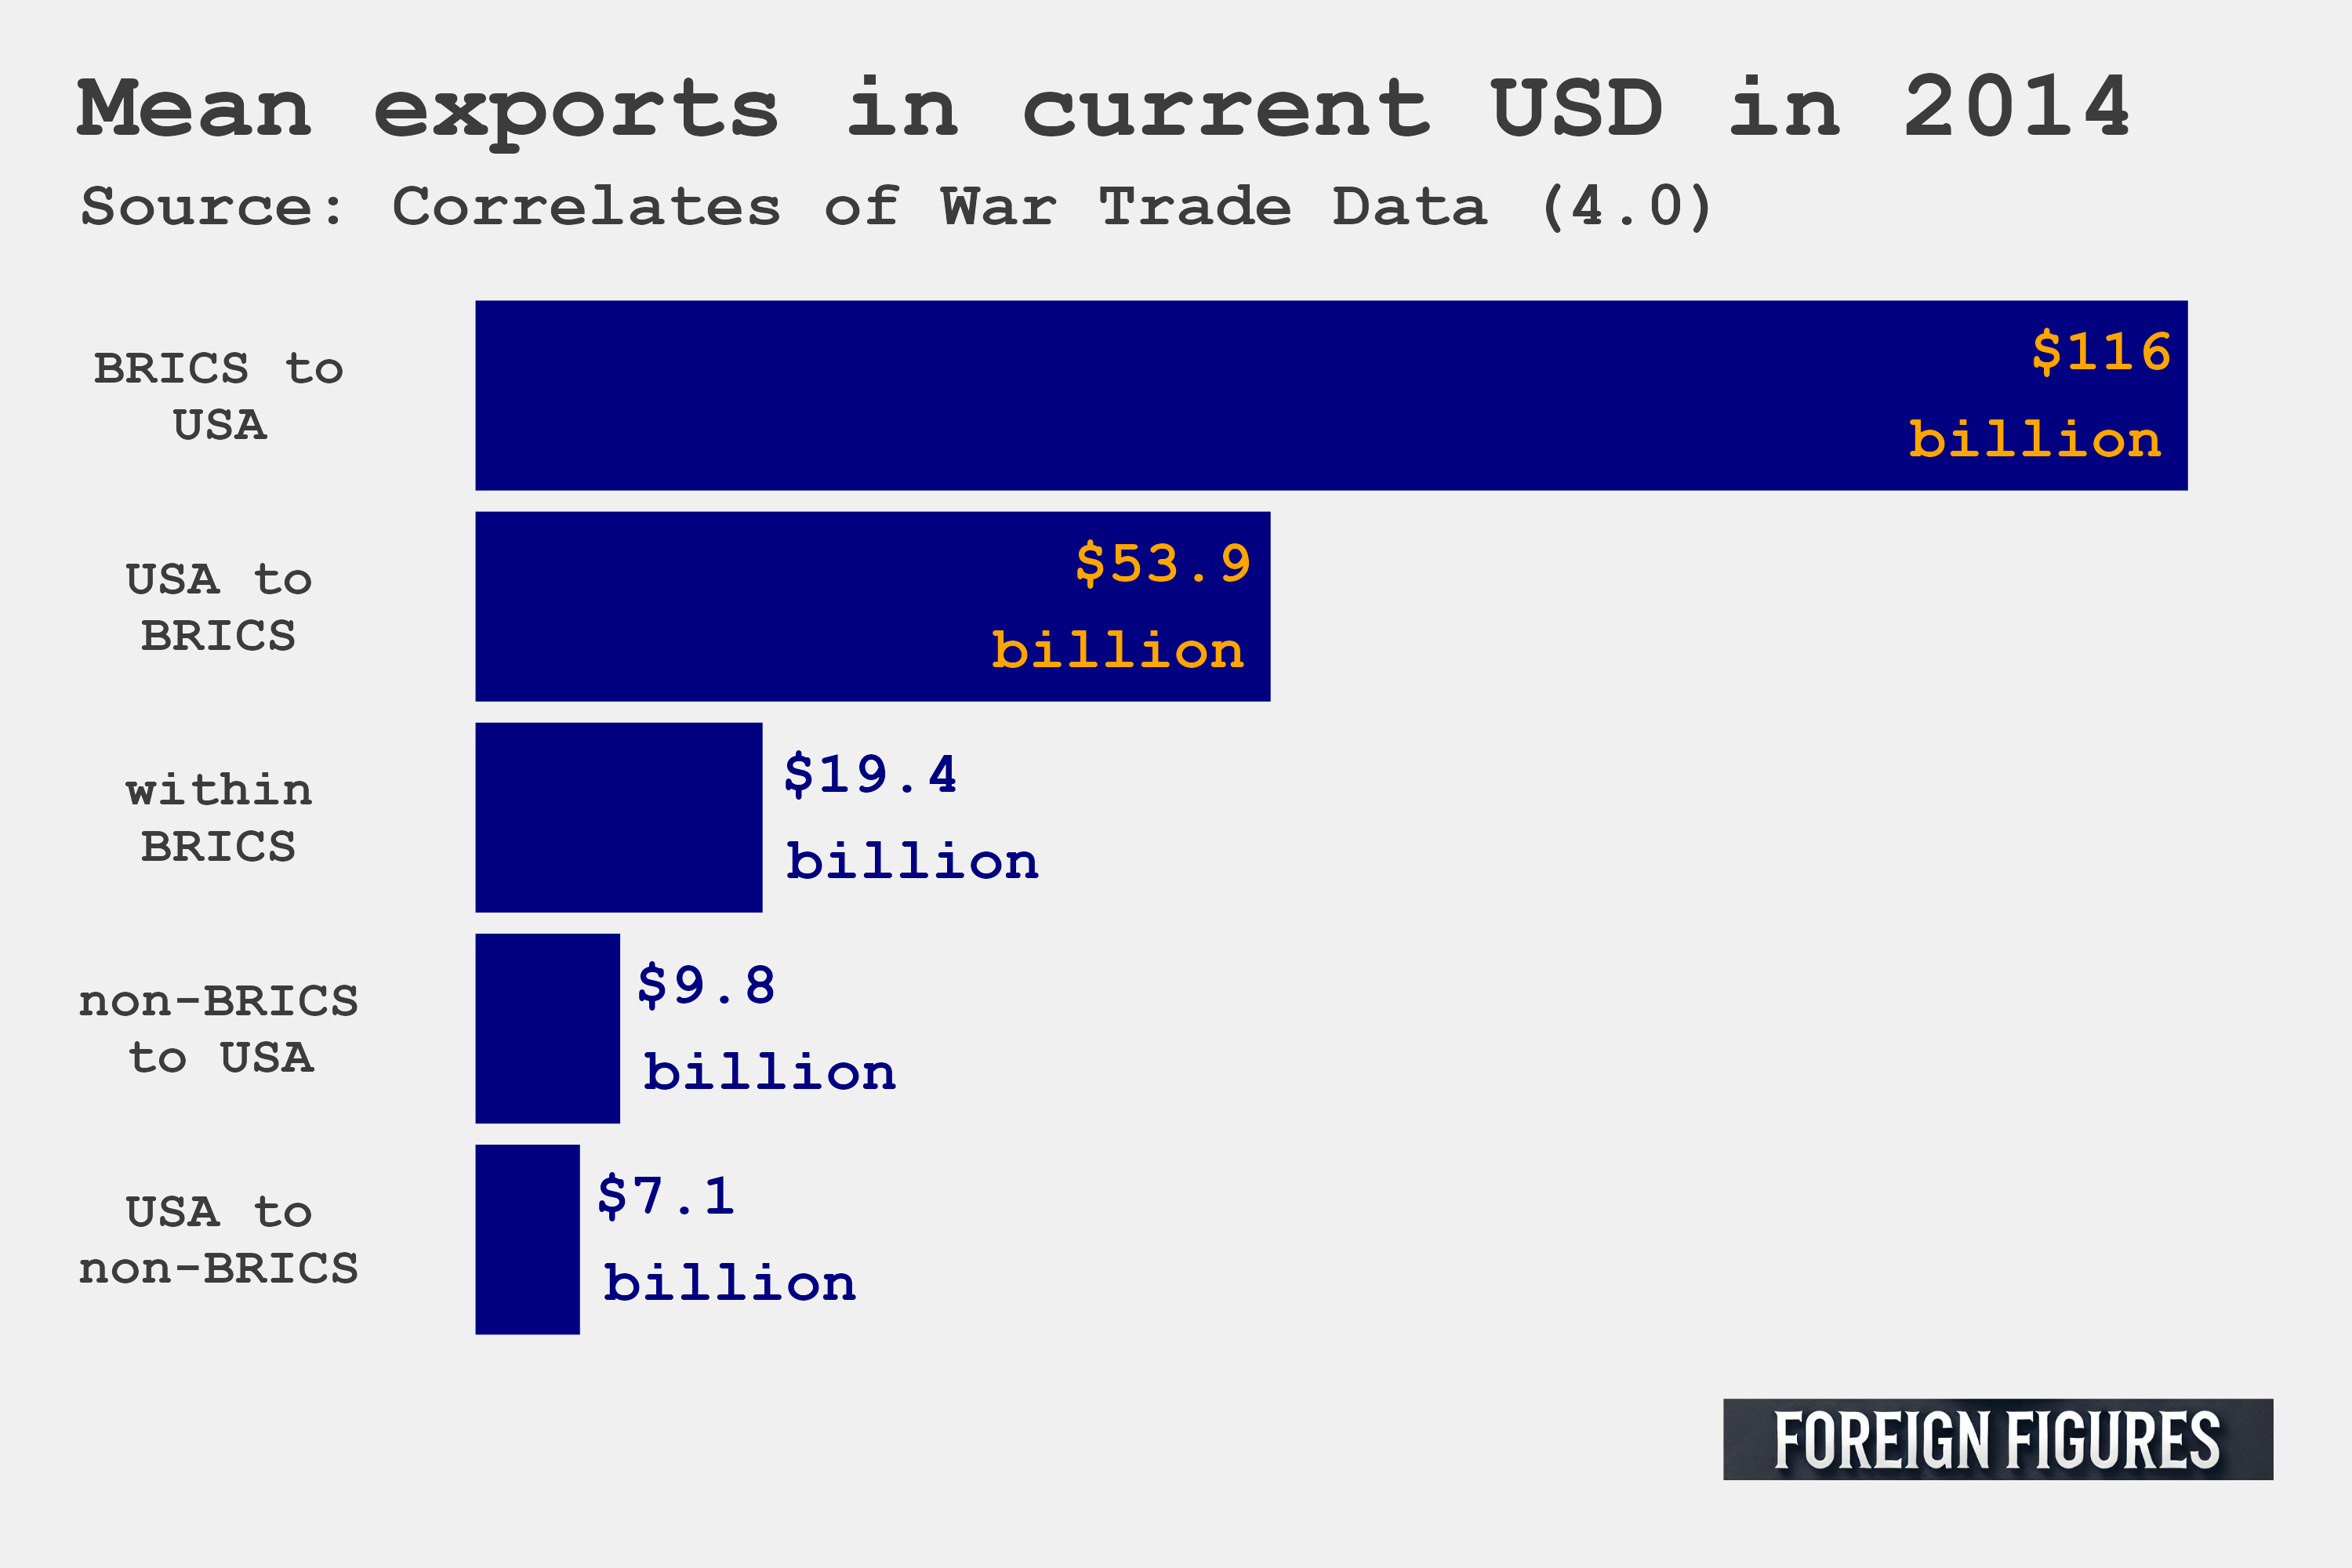 Mean exports in current USD in 2014
Source: Correlates of War Trade Data (4.0)
BRICS to
USA
$116
billion
USA to
BRICS
$53.9
billion
within
BRICS
$19.4
billion
non-BRICS
to USA
$9.8
billion
USA to
non-BRICS
$7.1
billion
FOREIGN FIGURES